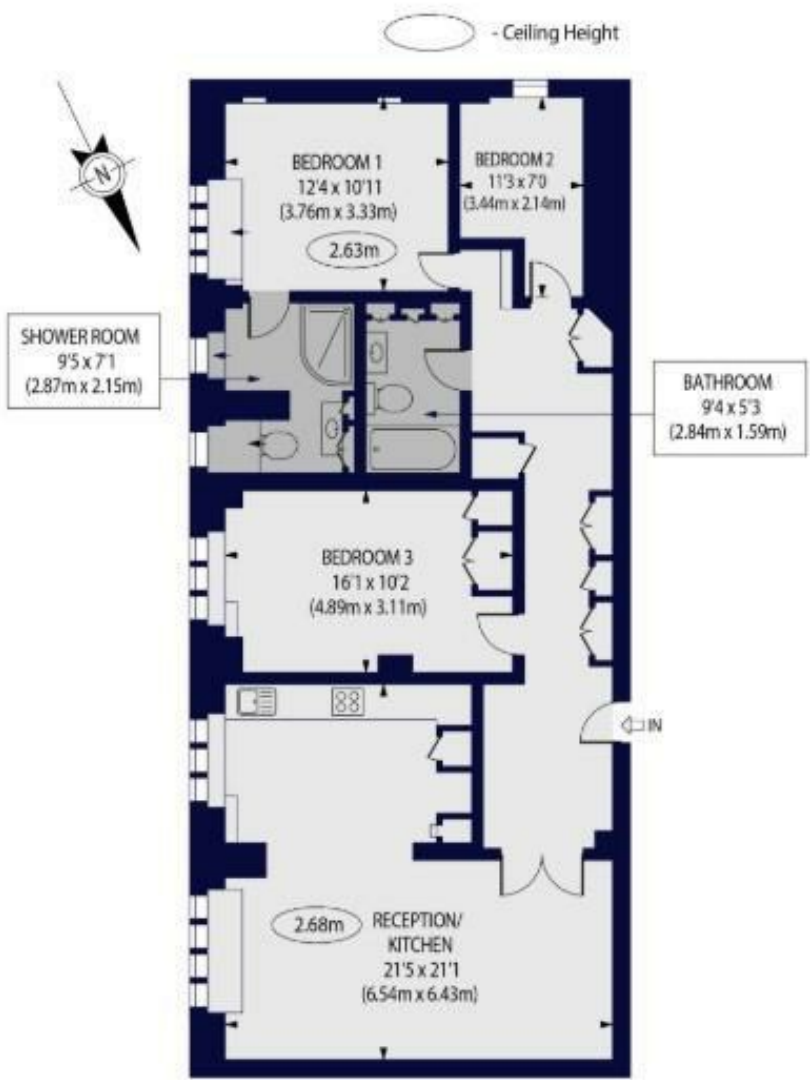 - Ceiling Height
N
BEDROOM 1
12'4 x 10'11
(3.76m x 3.33m)
2.63m
BEDROOM 2
11'3 x 7'0
(3.44m x 2.14m)
SHOWER ROOM
9'5 x 7'1
(2.87m x 2.15m)
BATHROOM
9'4 x 5'3
(2.84m x 1.59m)
BEDROOM 3
16'1 x 10'2
(4.89m x 3.11m)
IN
2.68m
RECEPTION/
KITCHEN
21'5 x 21'1
(6.54m x 6.43m)